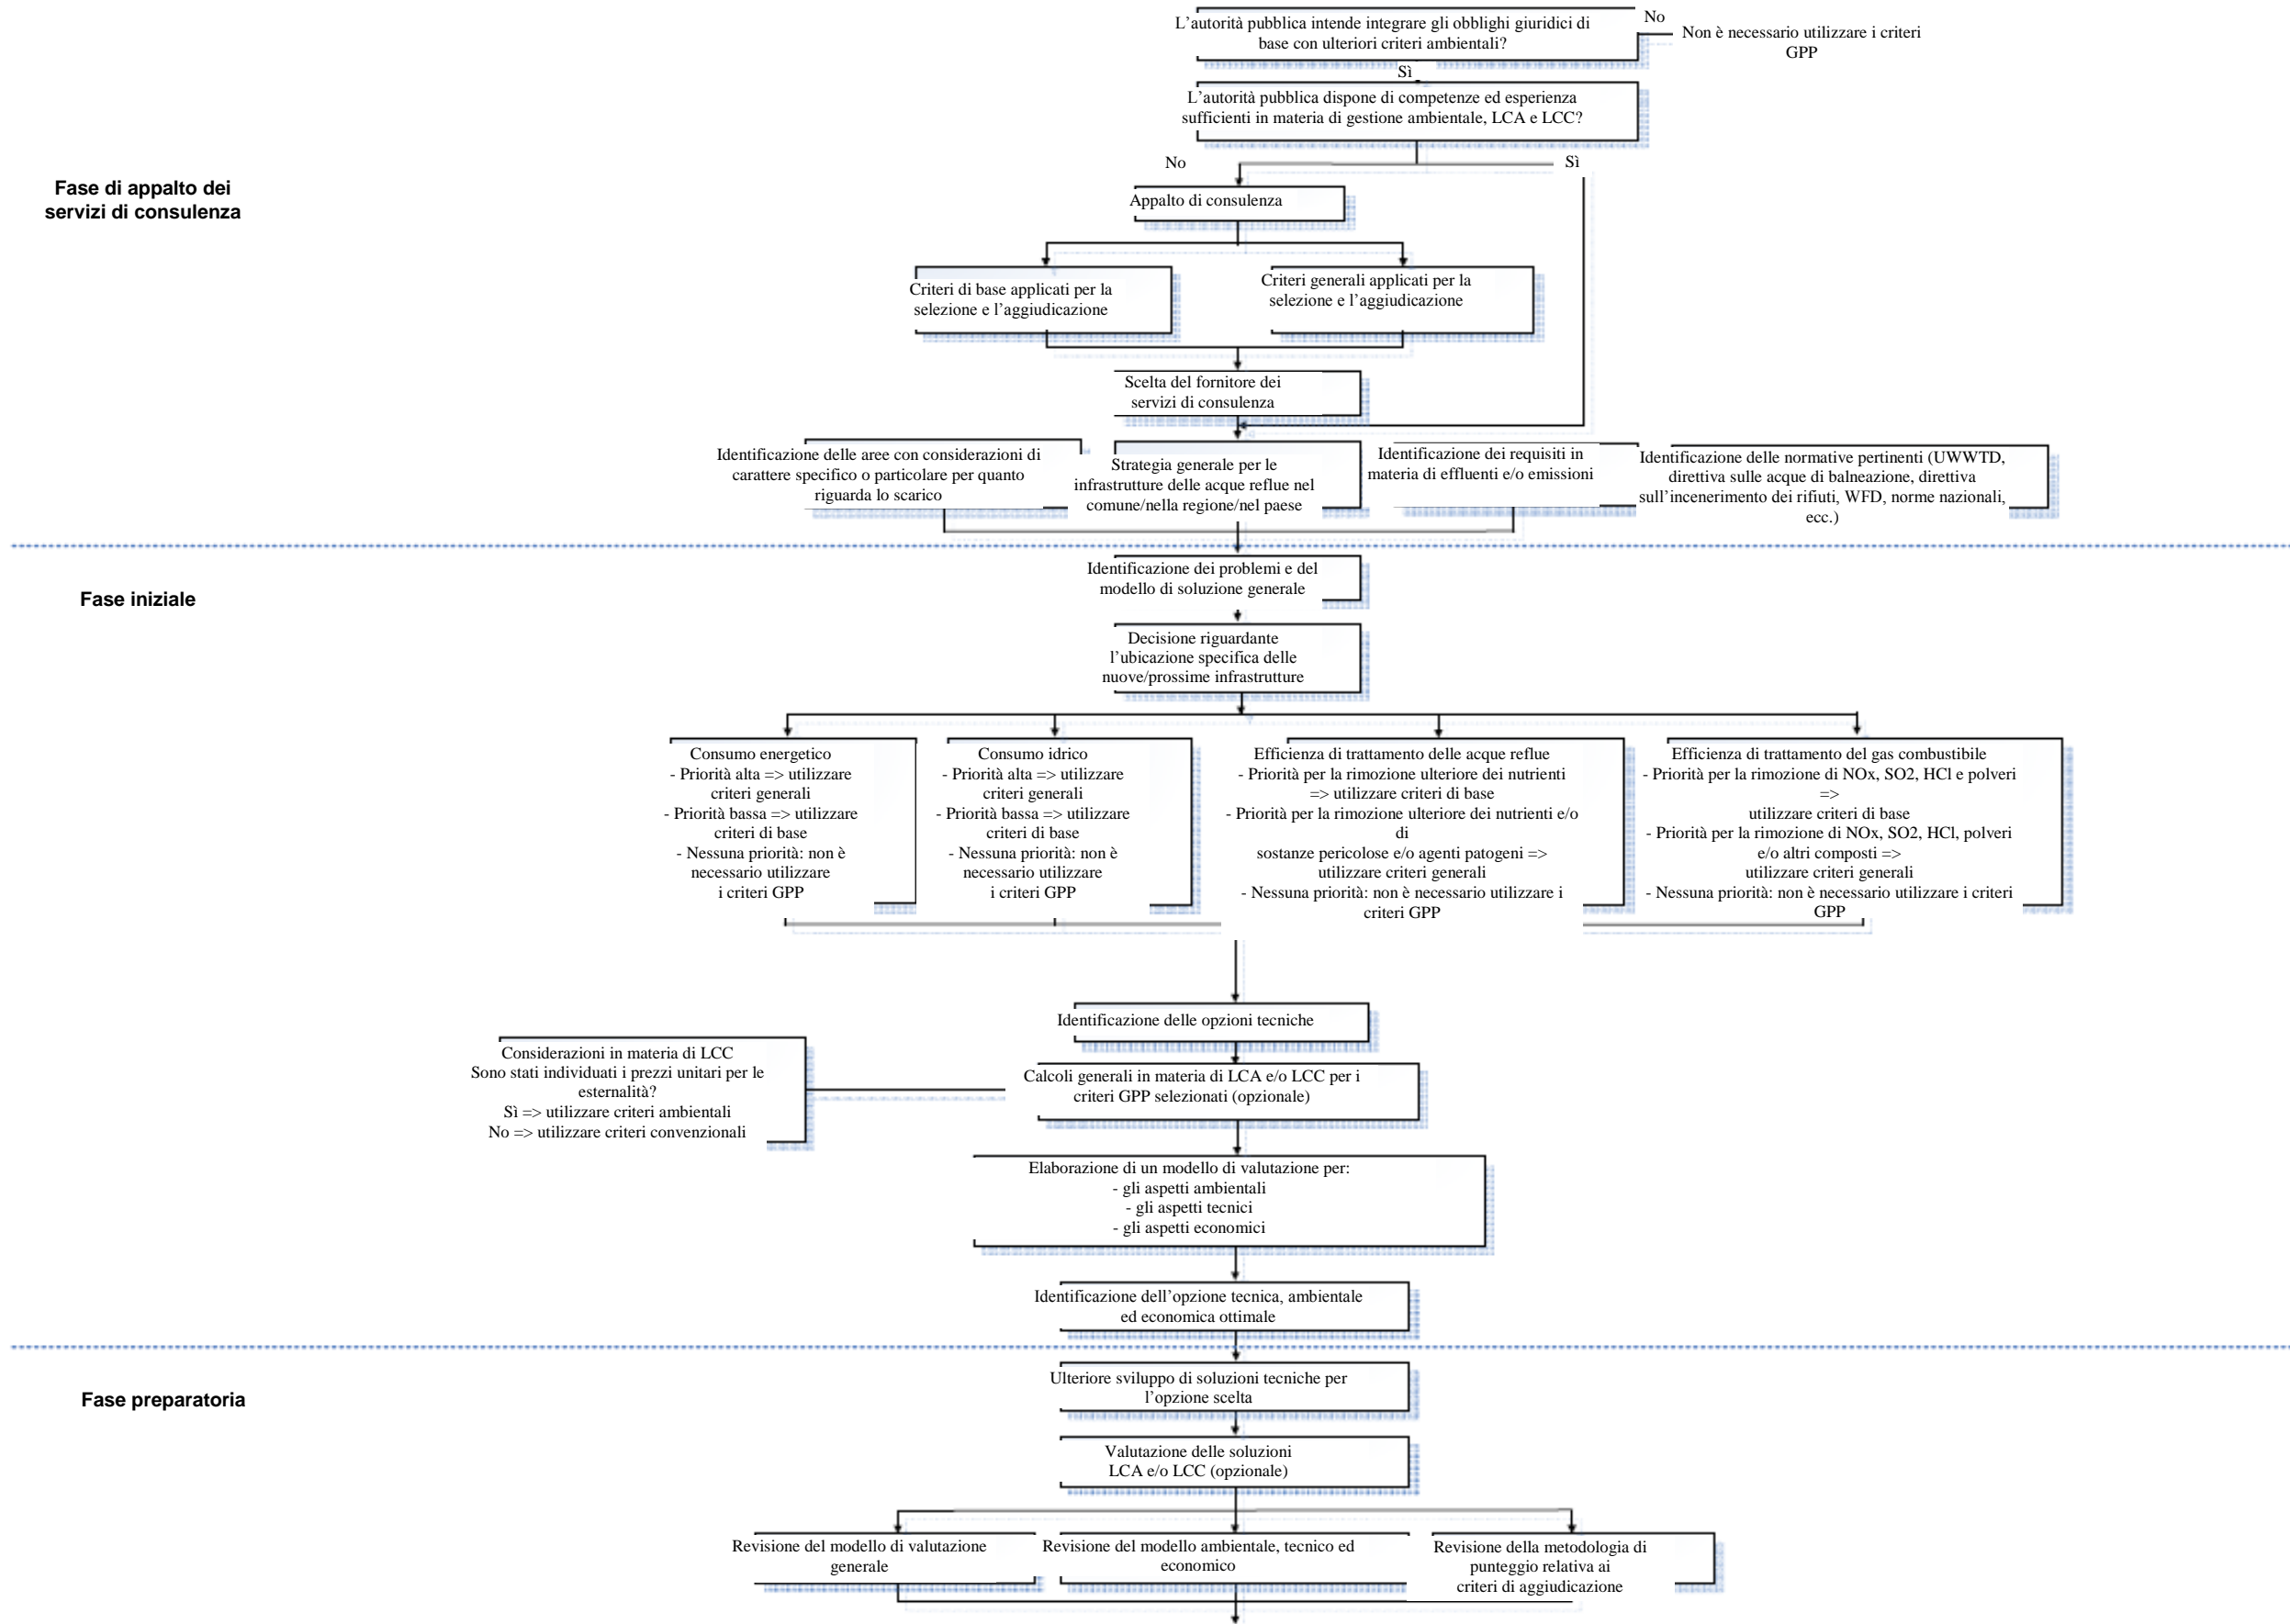 L'autorità pubblica intende integrare gli obblighi giuridici di
base con ulteriori criteri ambientali?
No
Non è necessario utilizzare i criteri
GPP
Sì
L'autorità pubblica dispone di competenze ed esperienza
sufficienti in materia di gestione ambientale, LCA e LCC?
No
Sì
Fase di appalto dei
servizi di consulenza
Appalto di consulenza
Criteri di base applicati per la
selezione e l'aggiudicazione
Criteri generali applicati per la
selezione e l'aggiudicazione
Scelta del fornitore dei
servizi di consulenza
Identificazione delle aree con considerazioni di
carattere specifico o particolare per quanto
riguarda lo scarico
Strategia generale per le
infrastrutture delle acque reflue nel
comune/nella regione/nel paese
Identificazione dei requisiti in
materia di effluenti e/o emissioni
Identificazione delle normative pertinenti (UWWTD,
direttiva sulle acque di balneazione, direttiva
sull'incenerimento dei rifiuti, WFD, norme nazionali,
ecc.)
Fase iniziale
Identificazione dei problemi e del
modello di soluzione generale
Decisione riguardante
l'ubicazione specifica delle
nuove/prossime infrastrutture
Consumo energetico
- Priorità alta => utilizzare
criteri generali
- Priorità bassa => utilizzare
criteri di base
- Nessuna priorità: non è
necessario utilizzare
i criteri GPP
Consumo idrico
- Priorità alta => utilizzare
criteri generali
- Priorità bassa => utilizzare
criteri di base
- Nessuna priorità: non è
necessario utilizzare
i criteri GPP
Efficienza di trattamento delle acque reflue
- Priorità per la rimozione ulteriore dei nutrienti
=> utilizzare criteri di base
- Priorità per la rimozione ulteriore dei nutrienti e/o
di
sostanze pericolose e/o agenti patogeni =>
utilizzare criteri generali
- Nessuna priorità: non è necessario utilizzare i
criteri GPP
Efficienza di trattamento del gas combustibile
- Priorità per la rimozione di NOx, SO2, HCl e polveri
=>
utilizzare criteri di base
- Priorità per la rimozione di NOx, SO2, HCl, polveri
e/o altri composti =>
utilizzare criteri generali
- Nessuna priorità: non è necessario utilizzare i criteri
GPP
Identificazione delle opzioni tecniche
Considerazioni in materia di LCC
Sono stati individuati i prezzi unitari per le
esternalità?
Sì => utilizzare criteri ambientali
No => utilizzare criteri convenzionali
Calcoli generali in materia di LCA e/o LCC per i
criteri GPP selezionati (opzionale)
Elaborazione di un modello di valutazione per:
- gli aspetti ambientali
- gli aspetti tecnici
- gli aspetti economici
Identificazione dell'opzione tecnica, ambientale
ed economica ottimale
Fase preparatoria
Ulteriore sviluppo di soluzioni tecniche per
l'opzione scelta
Valutazione delle soluzioni
LCA e/o LCC (opzionale)
Revisione del modello di valutazione
generale
Revisione del modello ambientale, tecnico ed
economico
Revisione della metodologia di
punteggio relativa ai
criteri di aggiudicazione